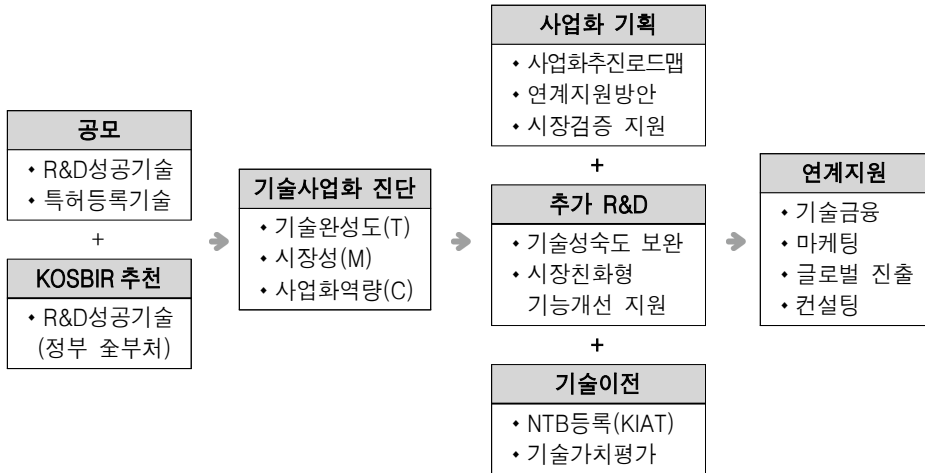 공모
• R&D성공기술
• 특허등록기술
+
KOSBIR 추천
• R&D성공기술
(정부 全부처)
기술사업화 진단
• 기술완성도(T)
• 시장성(M)
• 사업화역량(C)
사업화 기획
• 사업화추진로드맵
• 연계지원방안
• 시장검증 지원
+
추가 R&D
• 기술성숙도 보완
• 시장친화형
기능개선 지원
+
기술이전
• NTB등록(KIAT)
• 기술가치평가
연계지원
• 기술금융
• 마케팅
• 글로벌 진출
• 컨설팅